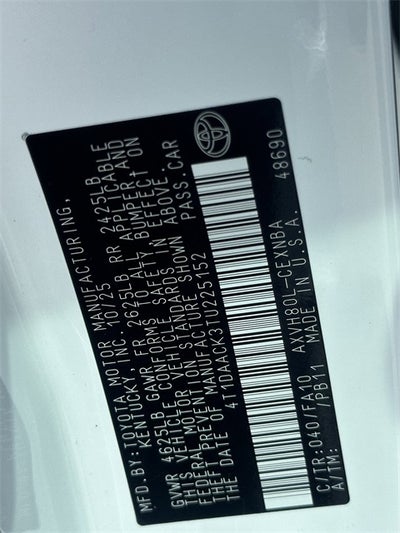 MFD.BY: TOYOTA MOTOR MANUFACTURING,
KENTUCKY, INC. 10/25
GVWR 4625LB FR 2625LB RR 2425LB
THIS VEHICLE CONFORMS TO ALL APPLICABLE
FEDERAL MOTOR VEHICLE SAFETY, BUMPER, AND
THEFT PREVENTION STANDARDS IN EFFECT ON
THE DATE OF MANUFACTURE SHOWN ABOVE.
4T1DAACK3TU225152 PASS.CAR
C/TR: 040/FA10 AXVH80L-CEXNBA 48690
A/TM: /PB11 MADE IN U.S.A.